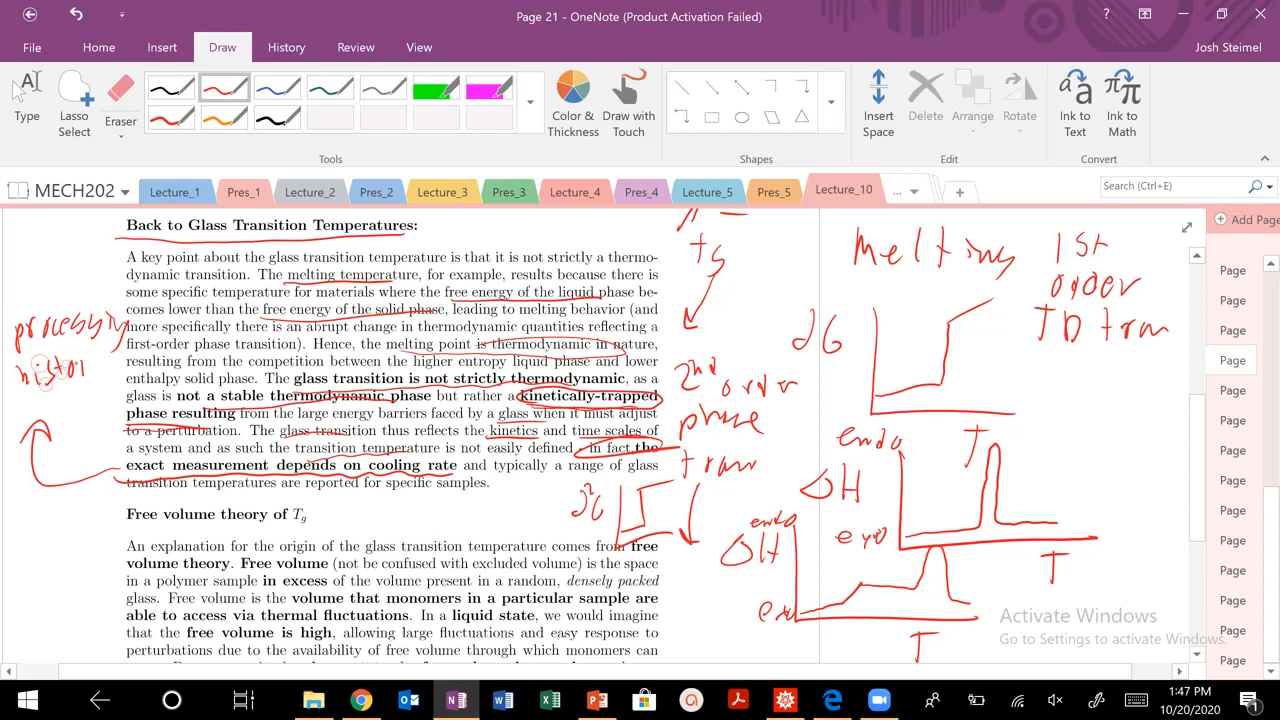 Page 21 - OneNote (Product Activation Failed)
File Home Insert Draw History Review View Josh Steimel
Type Lasso Select Eraser Color & Thickness Draw with Touch Insert Space Delete Arrange Rotate Ink to Text Ink to Math
Tools Shapes Edit Convert
MECH202 Lecture_1 Pres_1 Lecture_2 Pres_2 Lecture_3 Pres_3 Lecture_4 Pres_4 Lecture_5 Pres_5 Lecture_10 ... Search (Ctrl+E)
Add Page
Page
Page
Page
Page
Page
Page
Page
Page
Page
Page
Page
Page
Page
Page
Back to Glass Transition Temperatures:
A key point about the glass transition temperature is that it is not strictly a thermo-
dynamic transition. The melting temperature, for example, results because there is
some specific temperature for materials where the free energy of the liquid phase be-
comes lower than the free energy of the solid phase, leading to melting behavior (and
more specifically there is an abrupt change in thermodynamic quantities reflecting a
first-order phase transition). Hence, the melting point is thermodynamic in nature,
resulting from the competition between the higher entropy liquid phase and lower
enthalpy solid phase. The glass transition is not strictly thermodynamic, as a
glass is not a stable thermodynamic phase but rather a kinetically-trapped
phase resulting from the large energy barriers faced by a glass when it must adjust
to a perturbation. The glass transition thus reflects the kinetics and time scales of
a system and as such the transition temperature is not easily defined - in fact the
exact measurement depends on cooling rate and typically a range of glass
transition temperatures are reported for specific samples.
Free volume theory of Tg
An explanation for the origin of the glass transition temperature comes from free
volume theory. Free volume (not be confused with excluded volume) is the space
in a polymer sample in excess of the volume present in a random, densely packed
glass. Free volume is the volume that monomers in a particular sample are
able to access via thermal fluctuations. In a liquid state, we would imagine
that the free volume is high, allowing large fluctuations and easy response to
perturbations due to the availability of free volume through which monomers can
processing
histor
tg
2nd order
phase
tran
∂²G
endo
ΔH
exo
T
melting
1st
order
TD tran
∂G
T
endo
ΔH
exo
T
Activate Windows
Go to Settings to activate Windows.
1:47 PM
10/20/2020